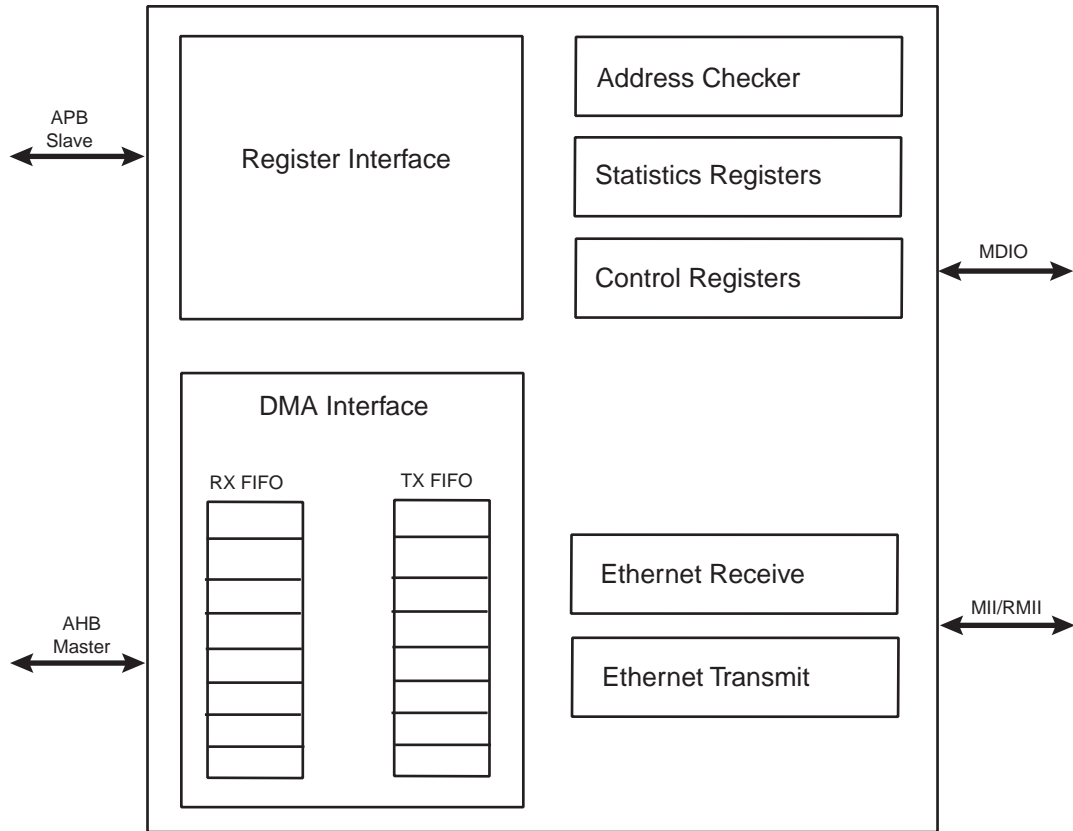 APB
Slave
Register Interface
Address Checker
Statistics Registers
Control Registers
MDIO
DMA Interface
RX FIFO
TX FIFO
AHB
Master
Ethernet Receive
Ethernet Transmit
MII/RMII